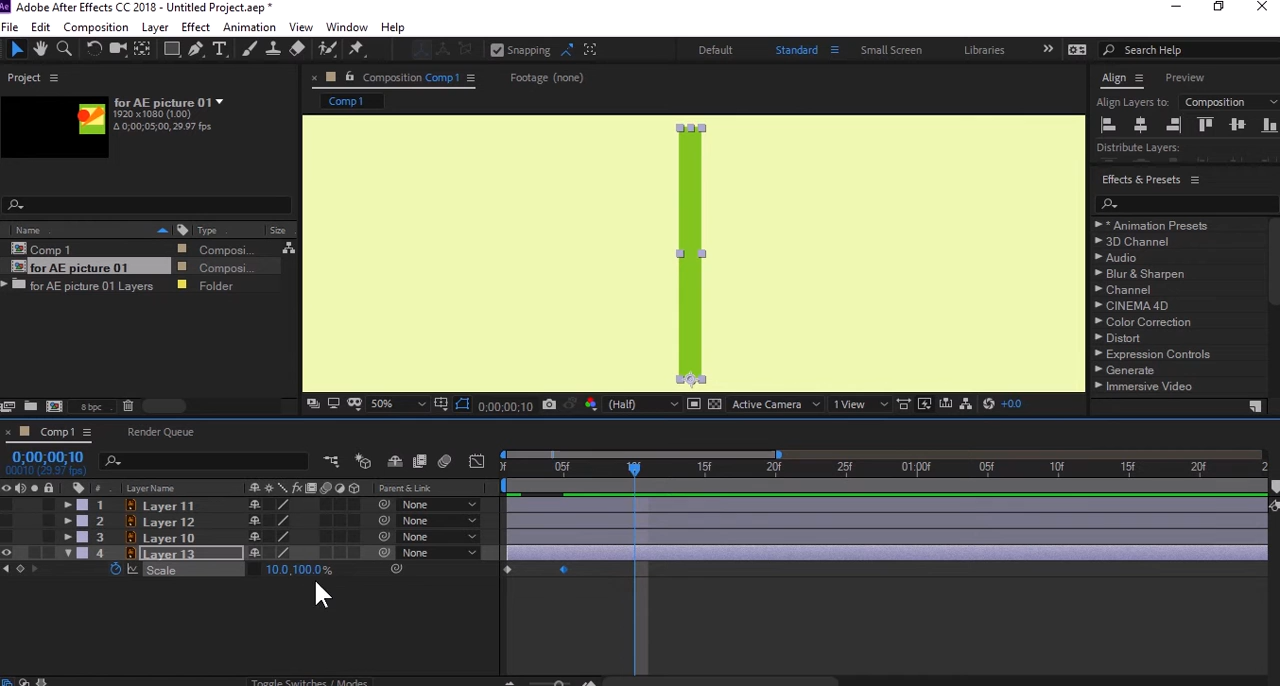 Adobe After Effects CC 2018 - Untitled Project.aep *
File Edit Composition Layer Effect Animation View Window Help
Snapping Default Standard Small Screen Libraries Search Help
Project
for AE picture 01
1920 x 1080 (1.00)
Δ 0;00;05;00, 29.97 fps
Name Type Size
Comp 1 Composi...
for AE picture 01 Composi...
for AE picture 01 Layers Folder
8 bpc
Composition Comp 1 Footage (none)
Comp 1
50% 0;00;00;10 (Half) Active Camera 1 View +0.0
Align Preview
Align Layers to: Composition
Distribute Layers:
Effects & Presets
* Animation Presets
3D Channel
Audio
Blur & Sharpen
Channel
CINEMA 4D
Color Correction
Distort
Expression Controls
Generate
Immersive Video
Comp 1 Render Queue
0;00;00;10
00010 (29.97 fps)
0f 05f 10f 15f 20f 25f 01:00f 05f 10f 15f 20f
# Layer Name fx Parent & Link
1 Layer 11 None
2 Layer 12 None
3 Layer 10 None
4 Layer 13 None
Scale 10.0,100.0%
Toggle Switches / Modes